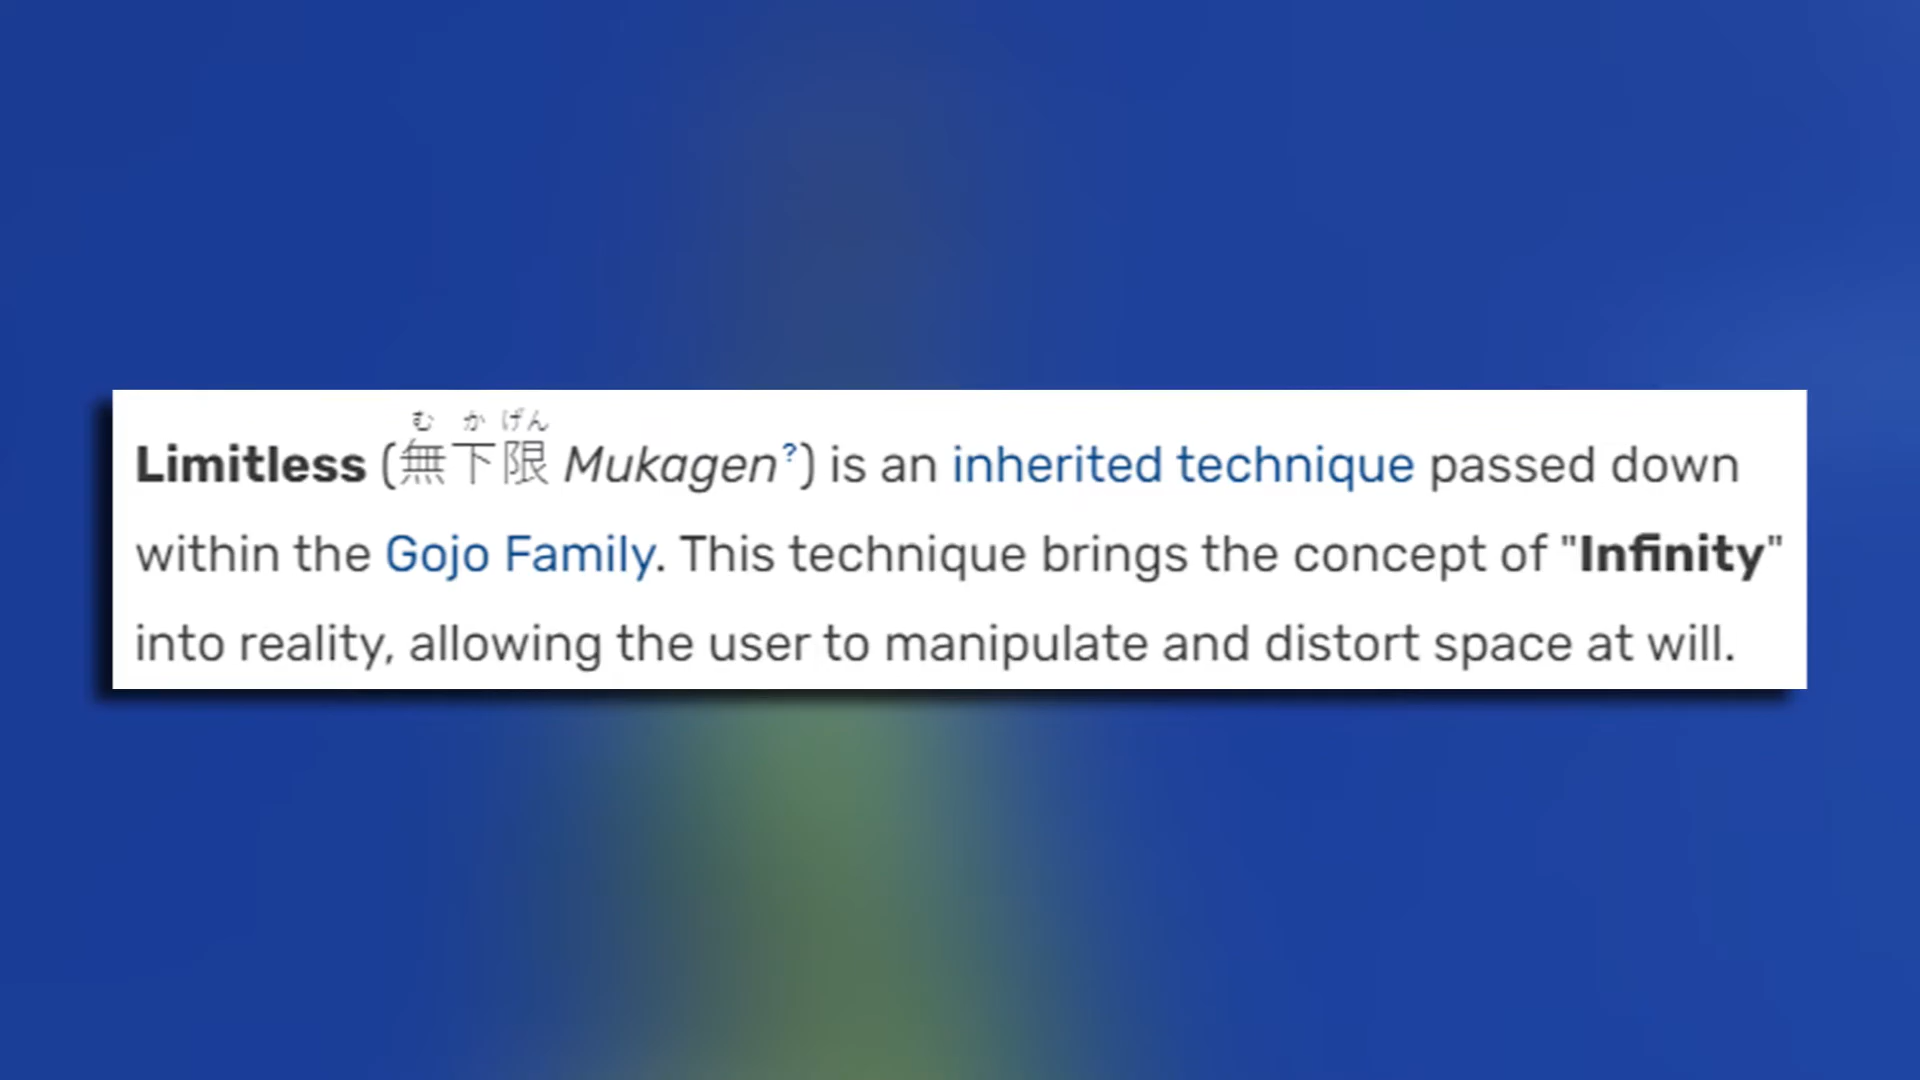 む か げん
Limitless (無下限 Mukagen?) is an inherited technique passed down
within the Gojo Family. This technique brings the concept of "Infinity"
into reality, allowing the user to manipulate and distort space at will.